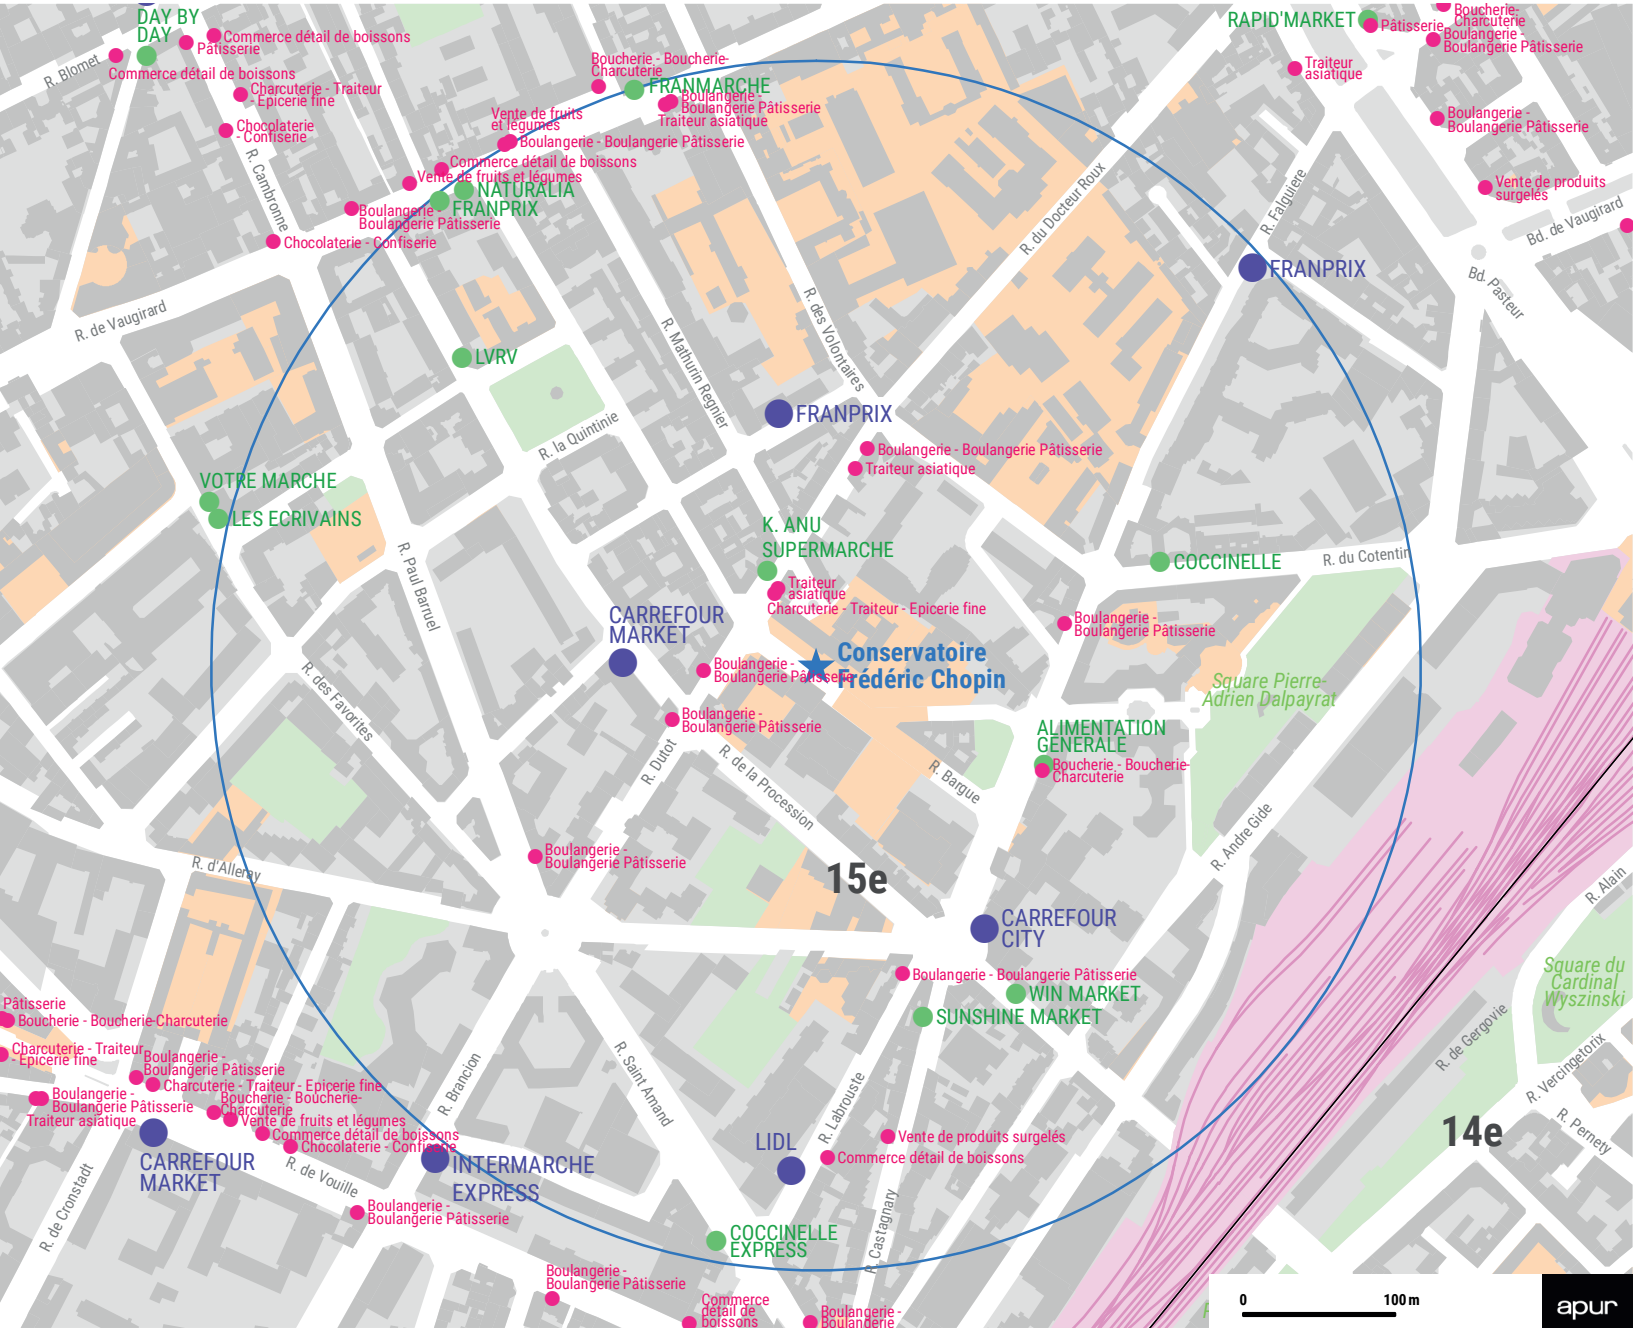 DAY BY
DAY
Commerce détail de boissons
Pâtisserie
R. Blomet
Commerce détail de boissons
Charcuterie - Traiteur
- Epicerie fine
Chocolaterie
- Confiserie
R. Cambronne
Boucherie - Boucherie-
Charcuterie
FRANMARCHE
Boulangerie -
Boulangerie Pâtisserie
Traiteur asiatique
Vente de fruits
et légumes
Boulangerie - Boulangerie Pâtisserie
Commerce détail de boissons
Vente de fruits et légumes
NATURALIA
FRANPRIX
Boulangerie -
Boulangerie Pâtisserie
Chocolaterie - Confiserie
RAPID'MARKET
Pâtisserie
Boucherie-
Charcuterie
Boulangerie -
Boulangerie Pâtisserie
Traiteur
asiatique
Boulangerie -
Boulangerie Pâtisserie
Vente de produits
surgelés
Bd. de Vaugirard
Bd. Pasteur
R. Falguiere
R. du Docteur Roux
FRANPRIX
R. de Vaugirard
LVRV
R. Mathurin Regnier
R. des Volontaires
R. la Quintinie
FRANPRIX
Boulangerie - Boulangerie Pâtisserie
Traiteur asiatique
VOTRE MARCHE
LES ECRIVAINS
R. Paul Barruel
K. ANU
SUPERMARCHE
Traiteur
asiatique
Charcuterie - Traiteur - Epicerie fine
COCCINELLE
R. du Cotentin
CARREFOUR
MARKET
Boulangerie -
Boulangerie Pâtisserie
Conservatoire
Frédéric Chopin
Boulangerie -
Boulangerie Pâtisserie
Square Pierre-
Adrien Dalpayrat
R. des Favorites
Boulangerie -
Boulangerie Pâtisserie
R. Dutot
R. de la Procession
R. Bargue
ALIMENTATION
GENERALE
Boucherie - Boucherie-
Charcuterie
R. Andre Gide
Boulangerie -
Boulangerie Pâtisserie
R. d'Alleray
15e
CARREFOUR
CITY
Boulangerie - Boulangerie Pâtisserie
WIN MARKET
SUNSHINE MARKET
R. Alain
Square du
Cardinal
Wyszinski
R. de Gergovie
R. Vercingetorix
R. Pernety
14e
Pâtisserie
Boucherie - Boucherie-Charcuterie
Charcuterie - Traiteur
- Epicerie fine
Boulangerie -
Boulangerie Pâtisserie
Charcuterie - Traiteur - Epicerie fine
Boulangerie -
Boulangerie Pâtisserie
Traiteur asiatique
Boucherie - Boucherie-
Charcuterie
Vente de fruits et légumes
Commerce détail de boissons
Chocolaterie - Confiserie
CARREFOUR
MARKET
R. de Vouille
R. de Cronstadt
R. Brancion
INTERMARCHE
EXPRESS
Boulangerie -
Boulangerie Pâtisserie
R. Saint Amand
R. Labrouste
LIDL
Vente de produits surgelés
Commerce détail de boissons
R. Castagnary
COCCINELLE
EXPRESS
Boulangerie -
Boulangerie Pâtisserie
Commerce
détail de
boissons
Boulangerie -
Boulangerie
0 100 m
apur